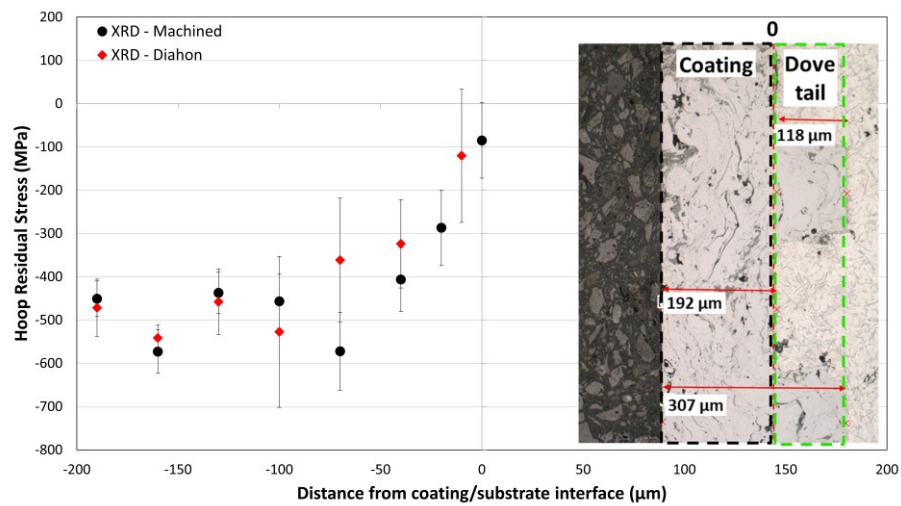 200
100
0
-100
-200
-300
-400
-500
-600
-700
-800
Hoop Residual Stress (MPa)
XRD - Machined
XRD - Diahon
0
Coating
Dove
tail
118 µm
192 µm
307 µm
-200 -150 -100 -50 0 50 100 150 200
Distance from coating/substrate interface (µm)